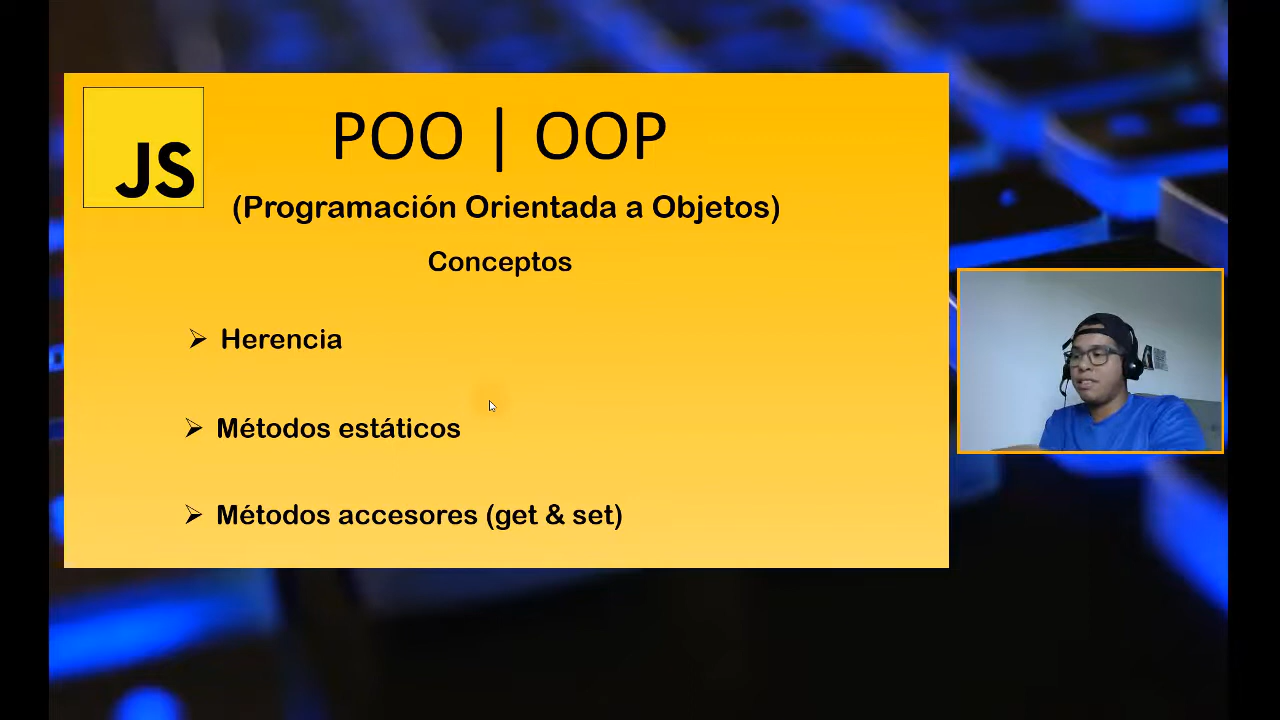 JS
POO | OOP
(Programación Orientada a Objetos)
Conceptos
Herencia
Métodos estáticos
Métodos accesores (get & set)